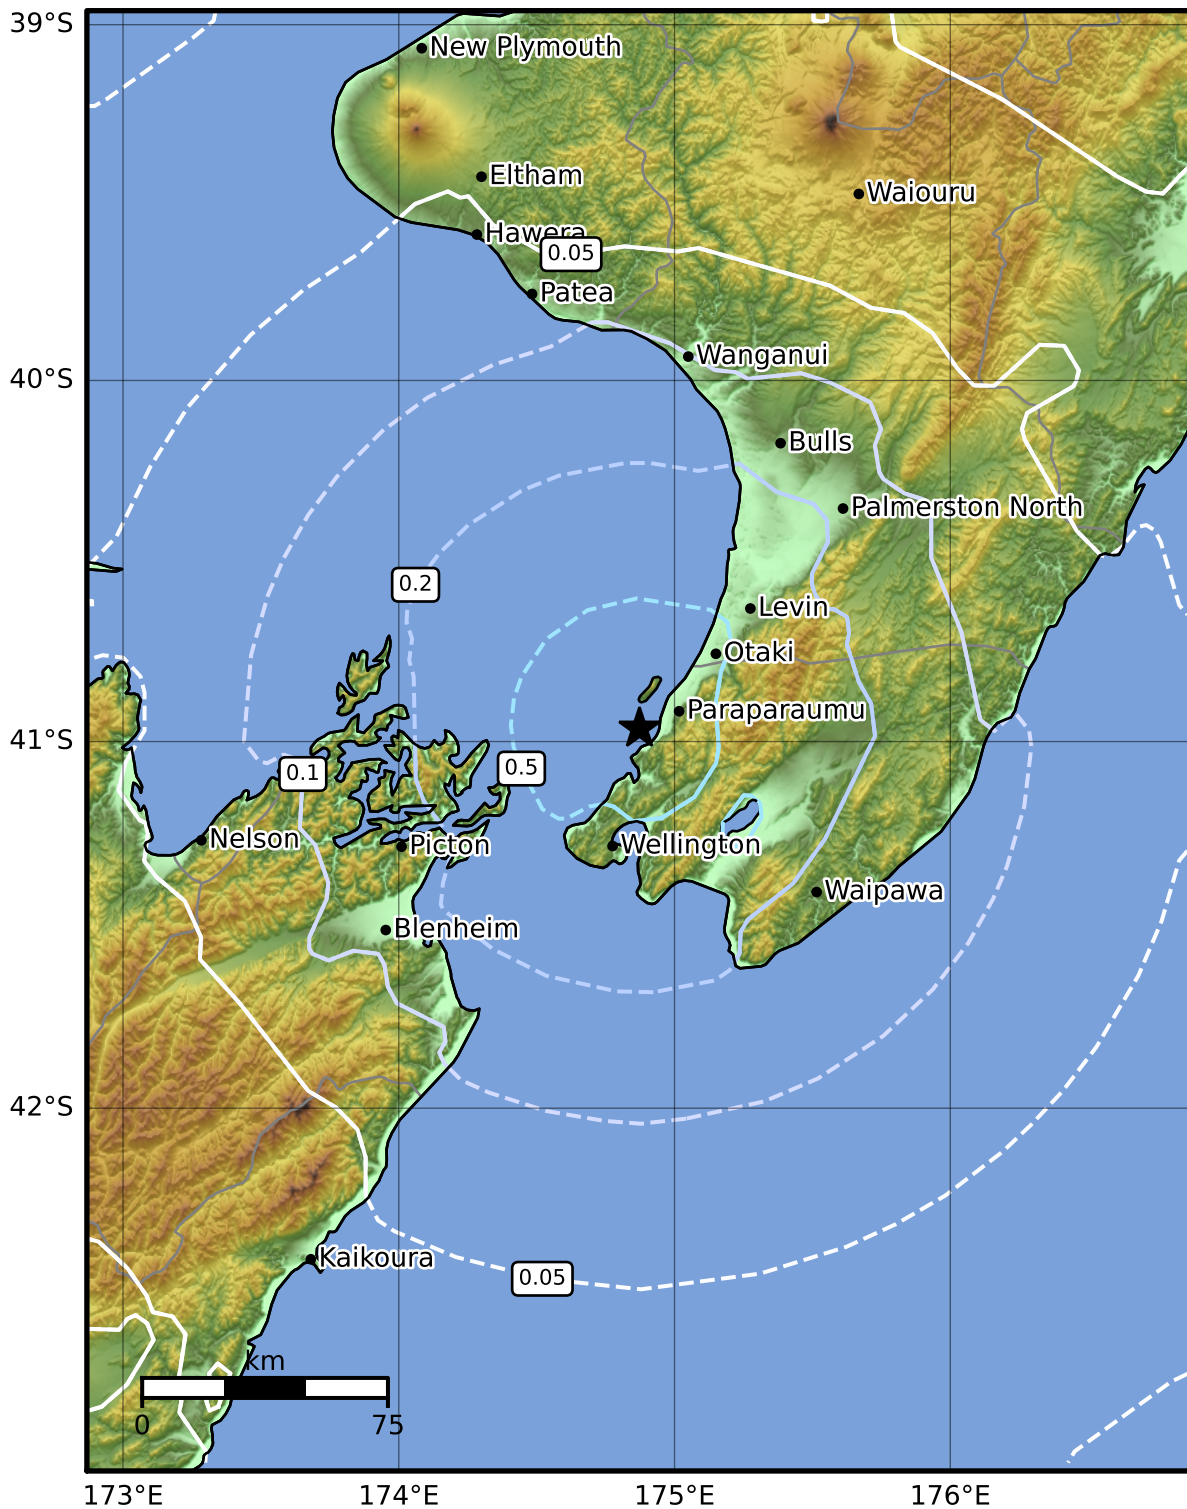 39°S
New Plymouth
Eltham
Waiouru
Hawera
0.05
Patea
Wanganui
40°S
Bulls
Palmerston North
0.2
Levin
Otaki
Paraparaumu
41°S
0.5
0.1
Nelson
Picton
Wellington
Waipawa
Blenheim
42°S
Kaikoura
0.05
km
0
75
173°E
174°E
175°E
176°E